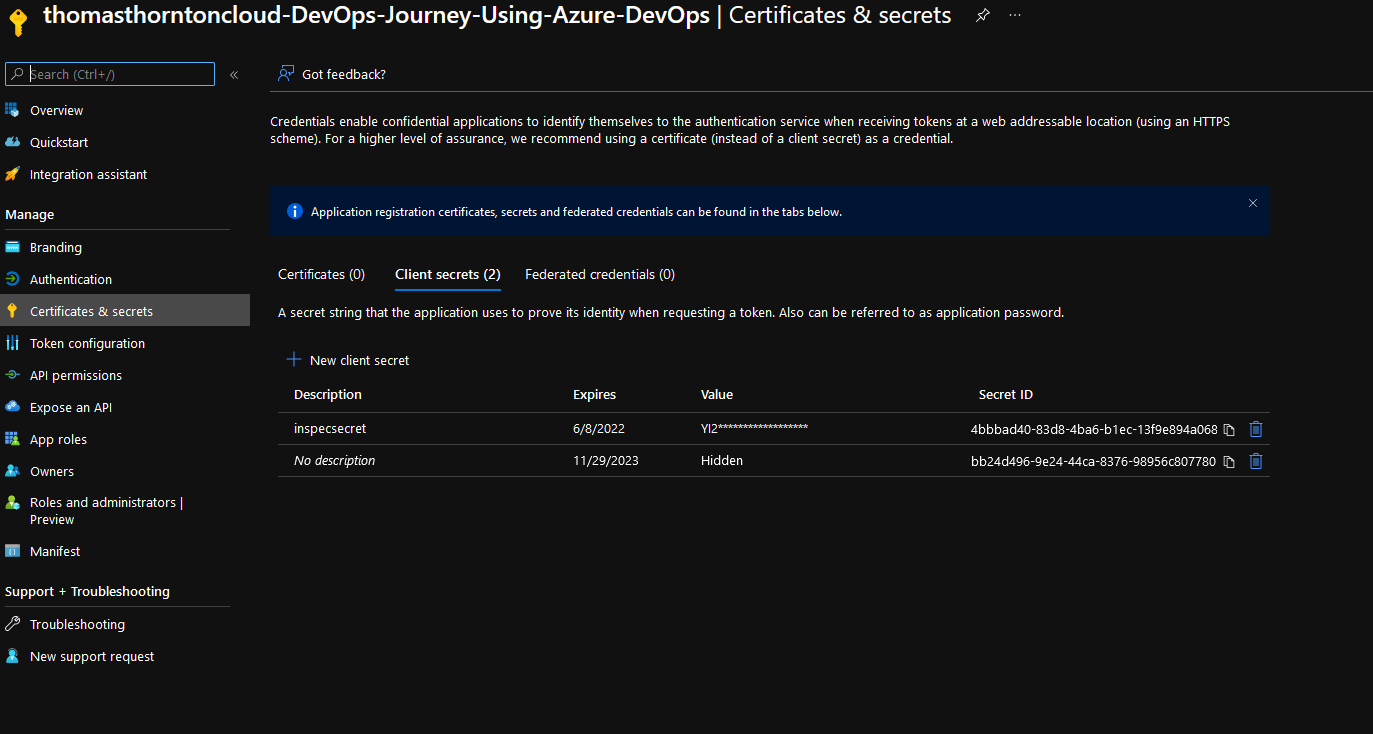 thomasthorntoncloud-DevOps-Journey-Using-Azure-DevOps | Certificates & secrets
Search (Ctrl+/)
Overview
Quickstart
Integration assistant
Manage
Branding
Authentication
Certificates & secrets
Token configuration
API permissions
Expose an API
App roles
Owners
Roles and administrators |
Preview
Manifest
Support + Troubleshooting
Troubleshooting
New support request
Got feedback?
Credentials enable confidential applications to identify themselves to the authentication service when receiving tokens at a web addressable location (using an HTTPS
scheme). For a higher level of assurance, we recommend using a certificate (instead of a client secret) as a credential.
Application registration certificates, secrets and federated credentials can be found in the tabs below.
Certificates (0) Client secrets (2) Federated credentials (0)
A secret string that the application uses to prove its identity when requesting a token. Also can be referred to as application password.
New client secret
Description Expires Value Secret ID
inspecsecret 6/8/2022 YI2****************** 4bbbad40-83d8-4ba6-b1ec-13f9e894a068
No description 11/29/2023 Hidden bb24d496-9e24-44ca-8376-98956c807780